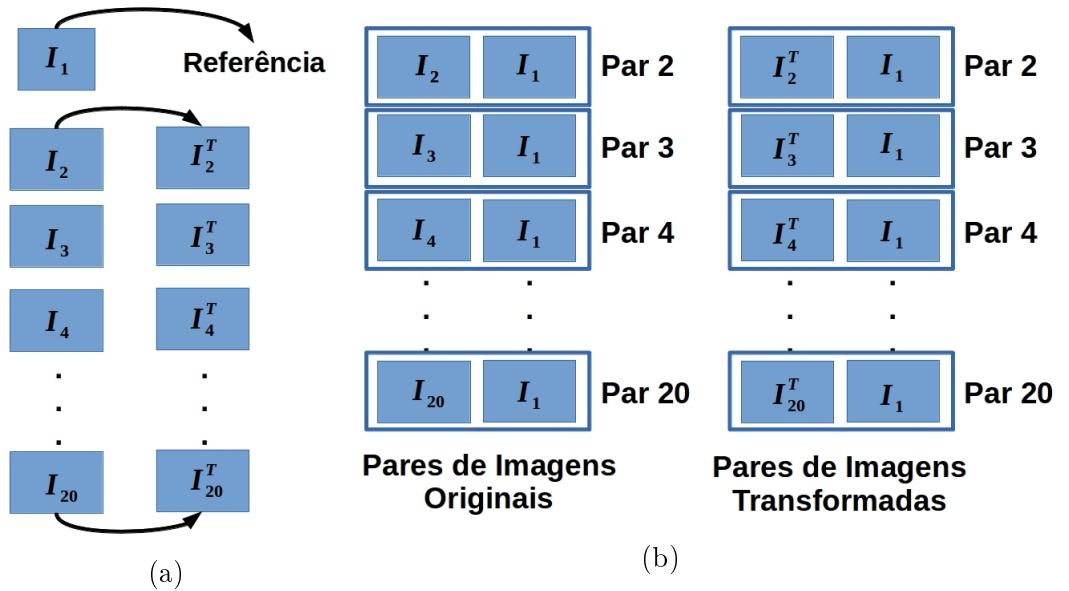 I₁
Referência
I₂ I₂ᵀ
I₃ I₃ᵀ
I₄ I₄ᵀ
. .
. .
. .
I₂₀ I₂₀ᵀ
(a)
I₂ I₁ Par 2
I₃ I₁ Par 3
I₄ I₁ Par 4
. .
. .
. .
I₂₀ I₁ Par 20
Pares de Imagens
Originais
I₂ᵀ I₁ Par 2
I₃ᵀ I₁ Par 3
I₄ᵀ I₁ Par 4
. .
. .
. .
I₂₀ᵀ I₁ Par 20
Pares de Imagens
Transformadas
(b)